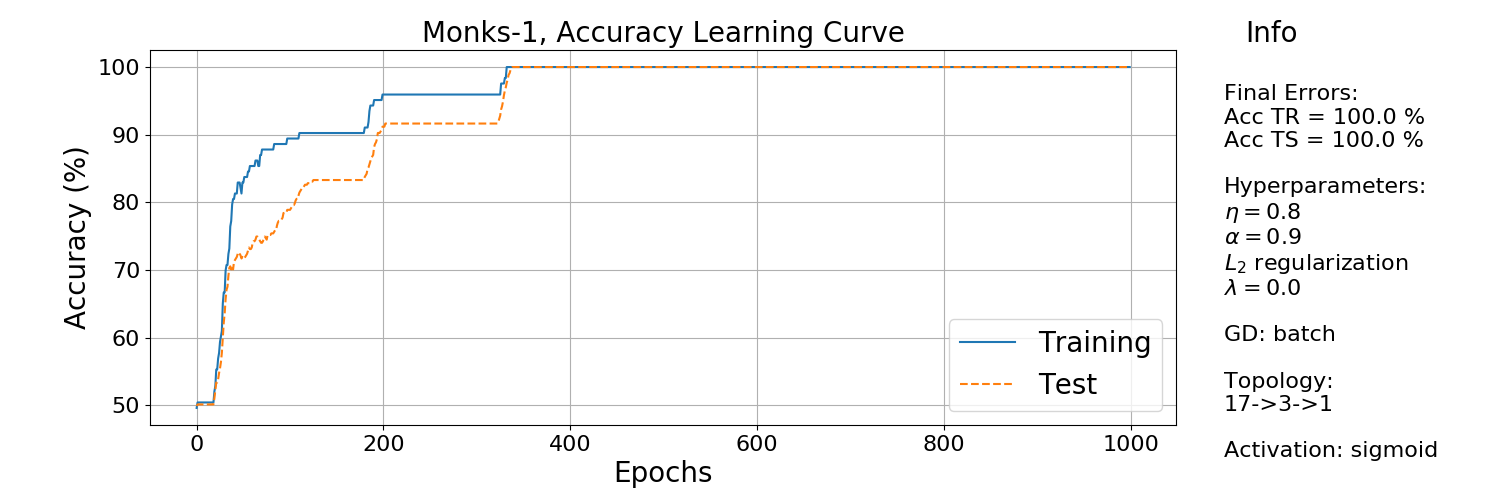 Monks-1, Accuracy Learning Curve
Accuracy (%)
100
90
80
70
60
50
0
200
400
600
800
1000
Epochs
Training
Test
Info
Final Errors:
Acc TR = 100.0 %
Acc TS = 100.0 %
Hyperparameters:
η = 0.8
α = 0.9
L₂ regularization
λ = 0.0
GD: batch
Topology:
17->3->1
Activation: sigmoid